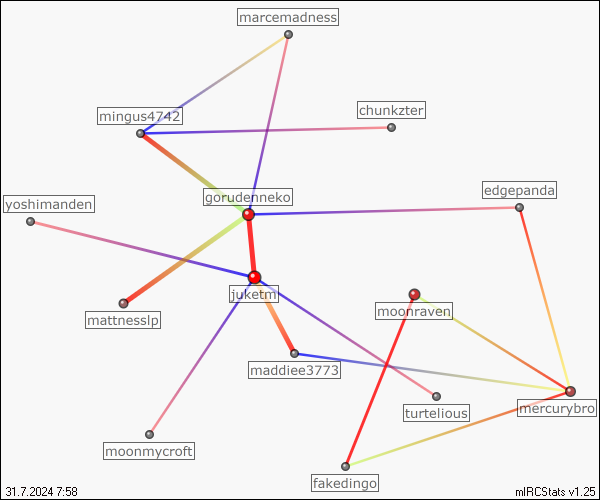 marcemadness
mingus4742
chunkzter
gorudenneko
edgepanda
yoshimanden
juketm
moonraven
mattnesslp
maddiee3773
turtelious
mercurybro
moonmycroft
fakedingo
31.7.2024 7:58
mIRCStats v1.25